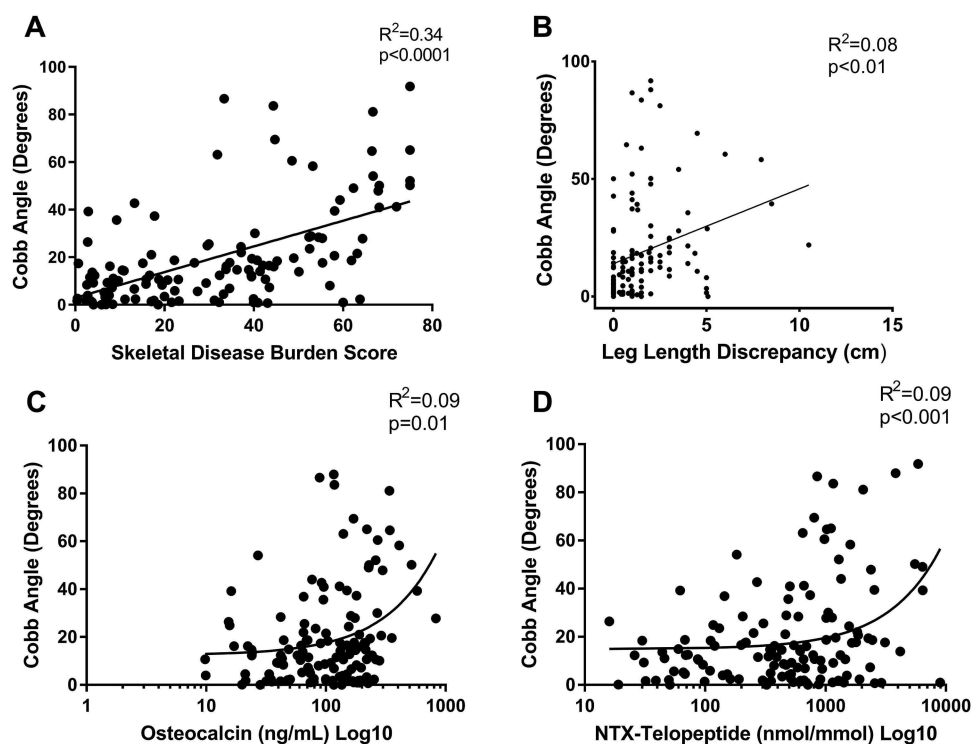 A
R²=0.34
p<0.0001
Cobb Angle (Degrees)
100
80
60
40
20
0
0 20 40 60 80
Skeletal Disease Burden Score
B
R²=0.08
p<0.01
Cobb Angle (Degrees)
100
50
0
0 5 10 15
Leg Length Discrepancy (cm)
C
R²=0.09
p=0.01
Cobb Angle (Degrees)
100
80
60
40
20
0
1 10 100 1000
Osteocalcin (ng/mL) Log10
D
R²=0.09
p<0.001
Cobb Angle (Degrees)
100
80
60
40
20
0
10 100 1000 10000
NTX-Telopeptide (nmol/mmol) Log10